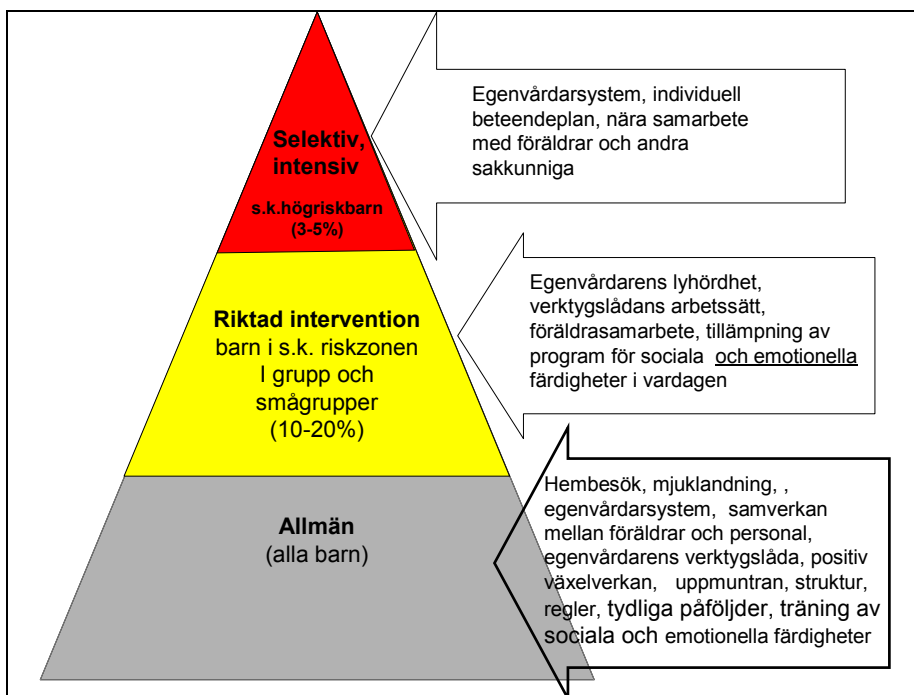 Selektiv,
intensiv
s.k.högriskbarn
(3-5%)
Egenvårdarsystem, individuell
beteendeplan, nära samarbete
med föräldrar och andra
sakkunniga
Riktad intervention
barn i s.k. riskzonen
I grupp och
smågrupper
(10-20%)
Egenvårdarens lyhördhet,
verktygslådans arbetssätt,
föräldrasamarbete, tillämpning av
program för sociala och emotionella
färdigheter i vardagen
Allmän
(alla barn)
Hembesök, mjuklandning, ,
egenvårdarsystem, samverkan
mellan föräldrar och personal,
egenvårdarens verktygslåda, positiv
växelverkan, uppmuntran, struktur,
regler, tydliga påföljder, träning av
sociala och emotionella färdigheter